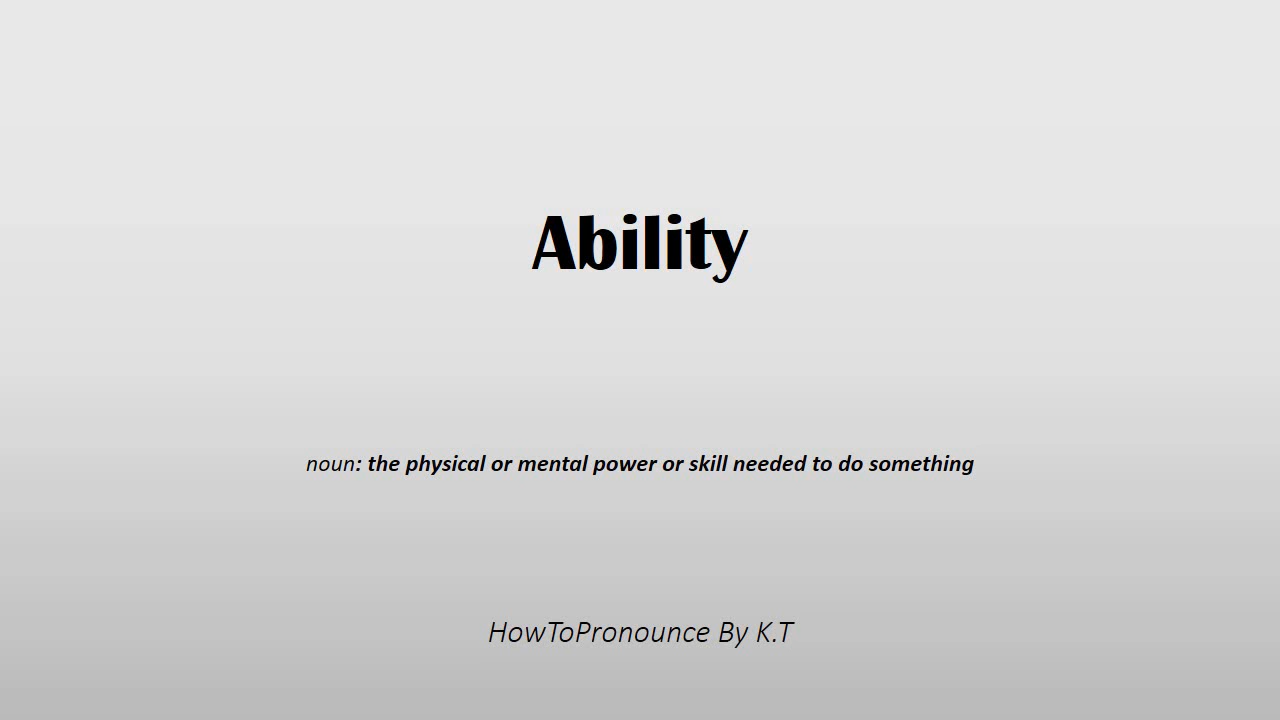 Ability
noun: the physical or mental power or skill needed to do something
HowToPronounce By K.T